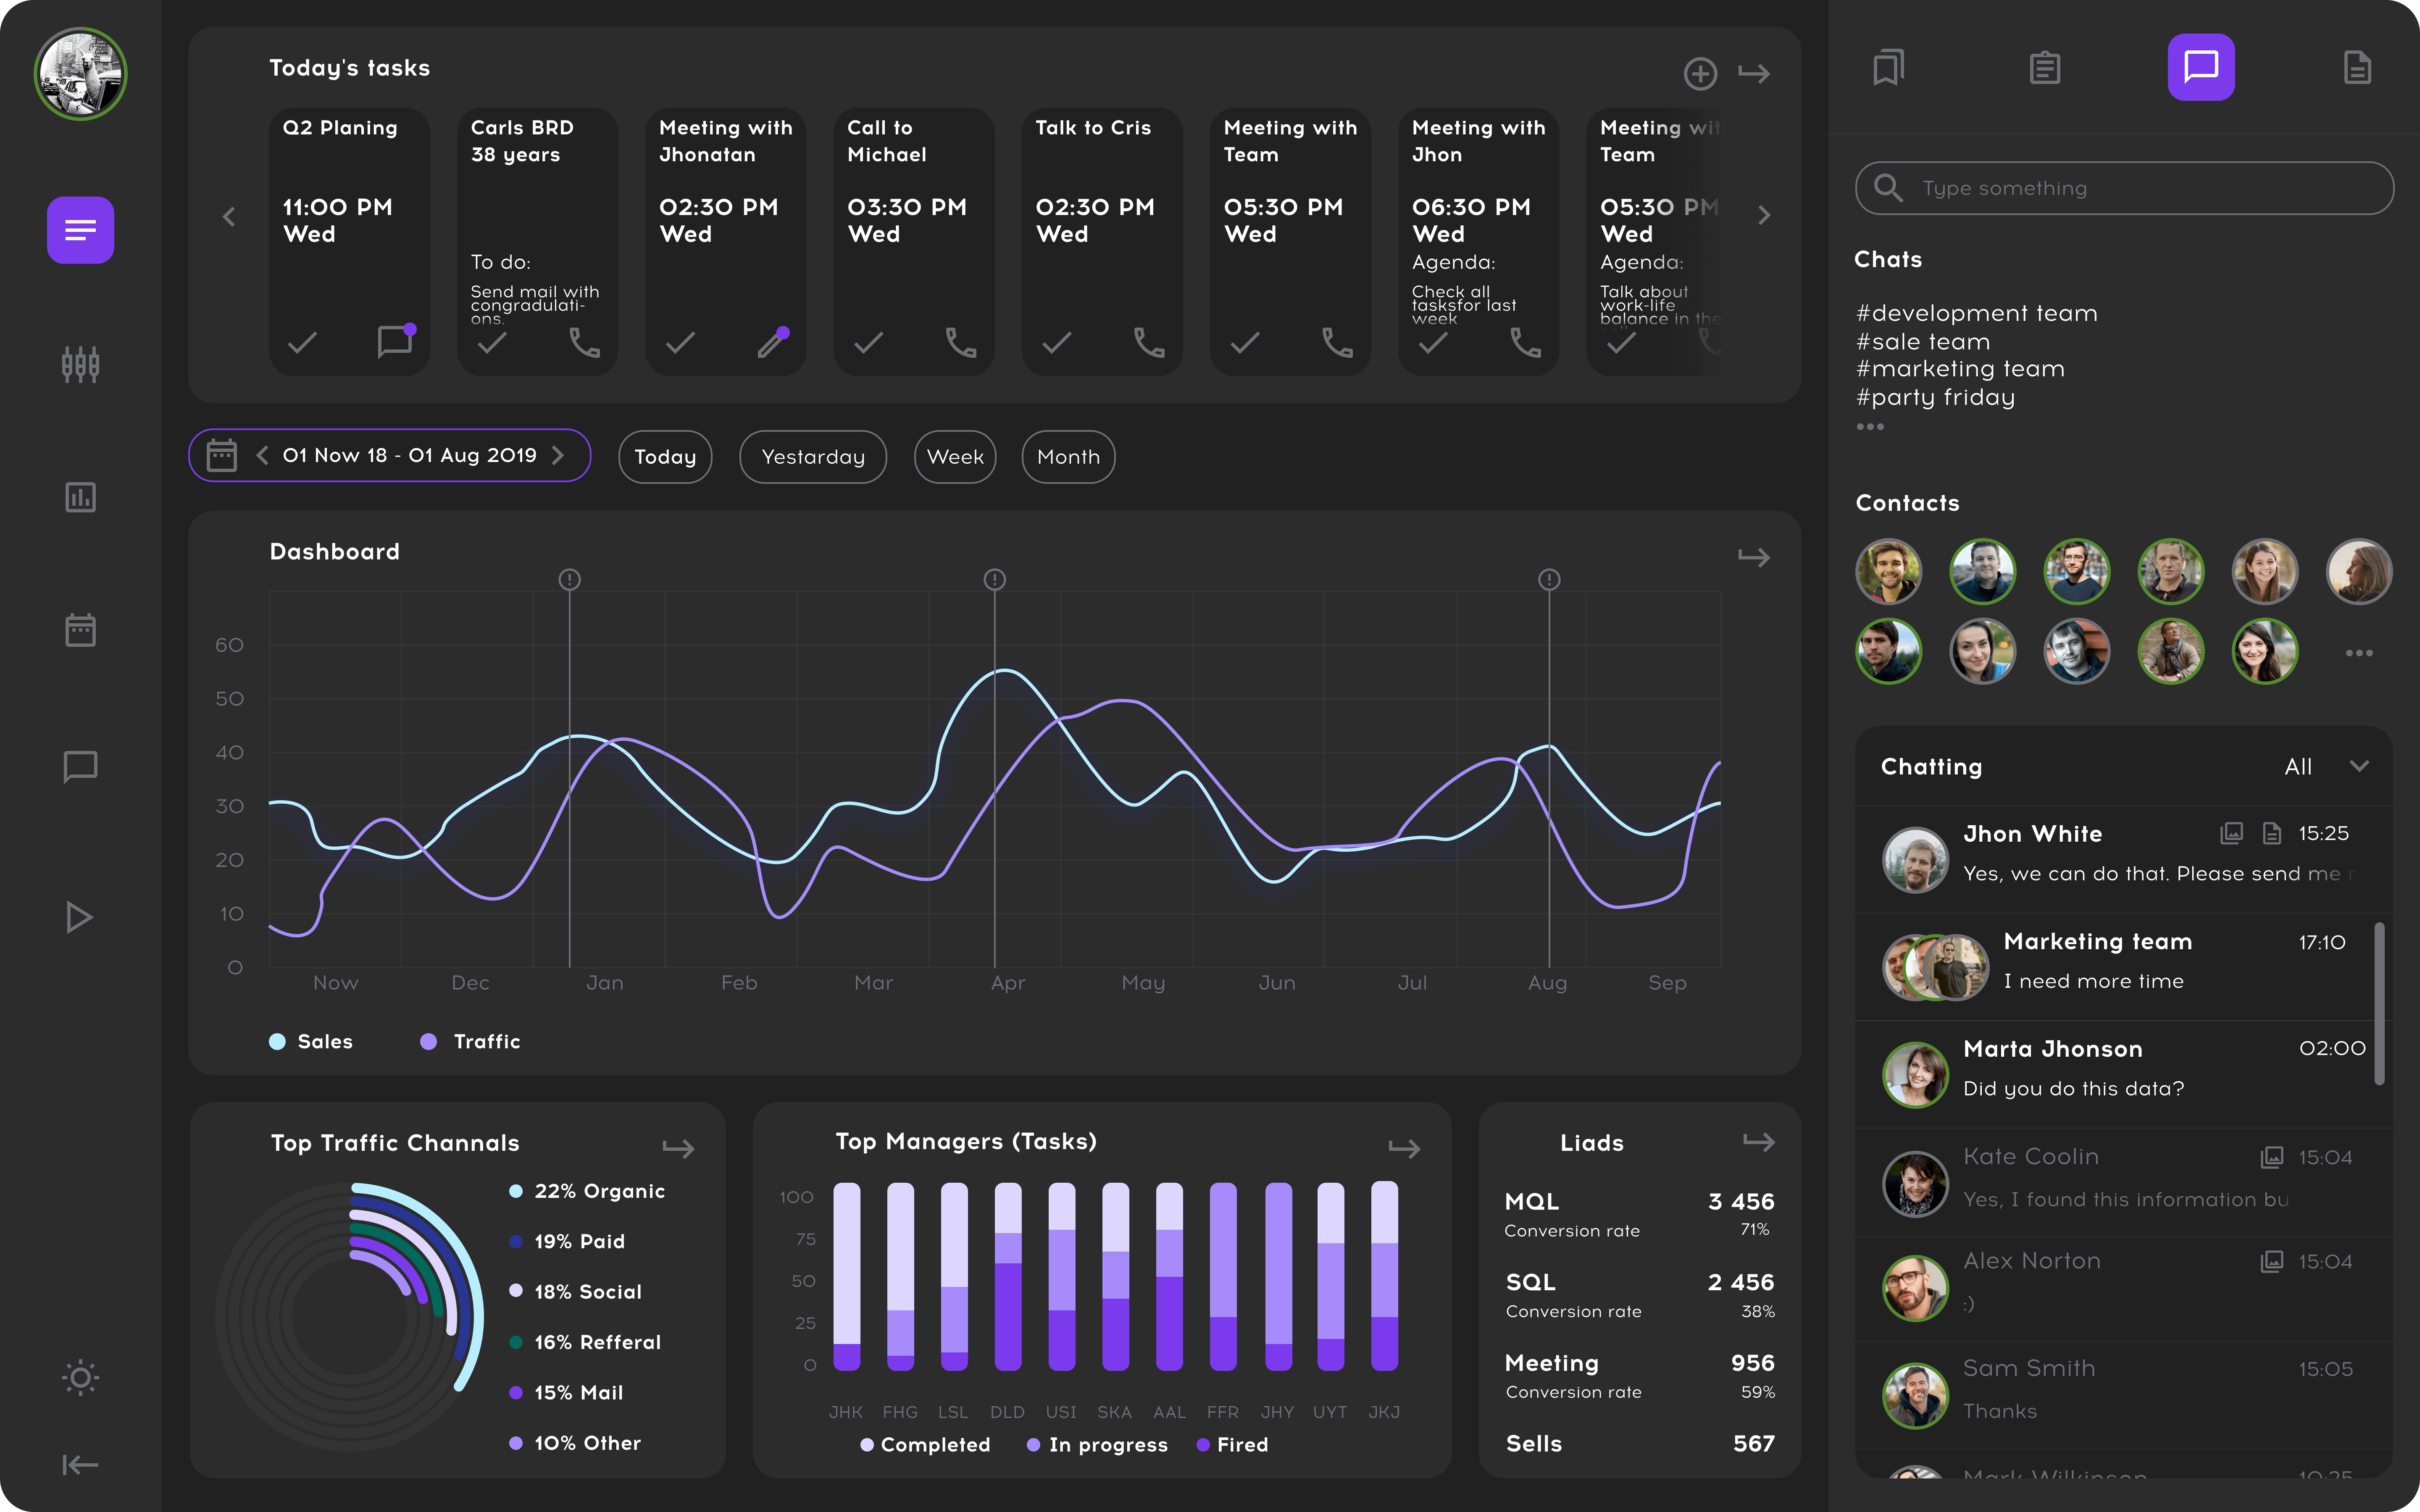 Today's tasks
Q2 Planing
11:00 PM
Wed
Carls BRD
38 years
To do:
Send mail with
congradulati-
ons.
Meeting with
Jhonatan
02:30 PM
Wed
Call to
Michael
03:30 PM
Wed
Talk to Cris
02:30 PM
Wed
Meeting with
Team
05:30 PM
Wed
Meeting with
Jhon
06:30 PM
Wed
Agenda:
Check all
tasksfor last
week
Meeting with
Team
05:30 PM
Wed
Agenda:
Talk about
work-life
balance in the
01 Now 18 - 01 Aug 2019
Today
Yestarday
Week
Month
Dashboard
60
50
40
30
20
10
0
Now Dec Jan Feb Mar Apr May Jun Jul Aug Sep
Sales Traffic
Top Traffic Channals
22% Organic
19% Paid
18% Social
16% Refferal
15% Mail
10% Other
Top Managers (Tasks)
100
75
50
25
0
JHK FHG LSL DLD USI SKA AAL FFR JHY UYT JKJ
Completed In progress Fired
Liads
MQL 3 456
Conversion rate 71%
SQL 2 456
Conversion rate 38%
Meeting 956
Conversion rate 59%
Sells 567
Type something
Chats
#development team
#sale team
#marketing team
#party friday
Contacts
Chatting All
Jhon White 15:25
Yes, we can do that. Please send me
Marketing team 17:10
I need more time
Marta Jhonson 02:00
Did you do this data?
Kate Coolin 15:04
Yes, I found this information bu
Alex Norton 15:04
:)
Sam Smith 15:05
Thanks
Mark Wilkinson 10:25